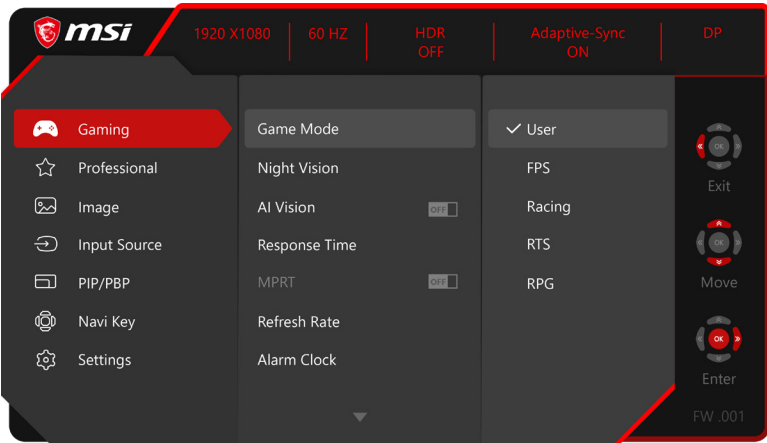 msi
1920 X1080
60 HZ
HDR
OFF
Adaptive-Sync
ON
DP
Gaming
Professional
Image
Input Source
PIP/PBP
Navi Key
Settings
Game Mode
Night Vision
AI Vision
OFF
Response Time
MPRT
OFF
Refresh Rate
Alarm Clock
User
FPS
Racing
RTS
RPG
OK
Exit
OK
Move
OK
Enter
FW .001